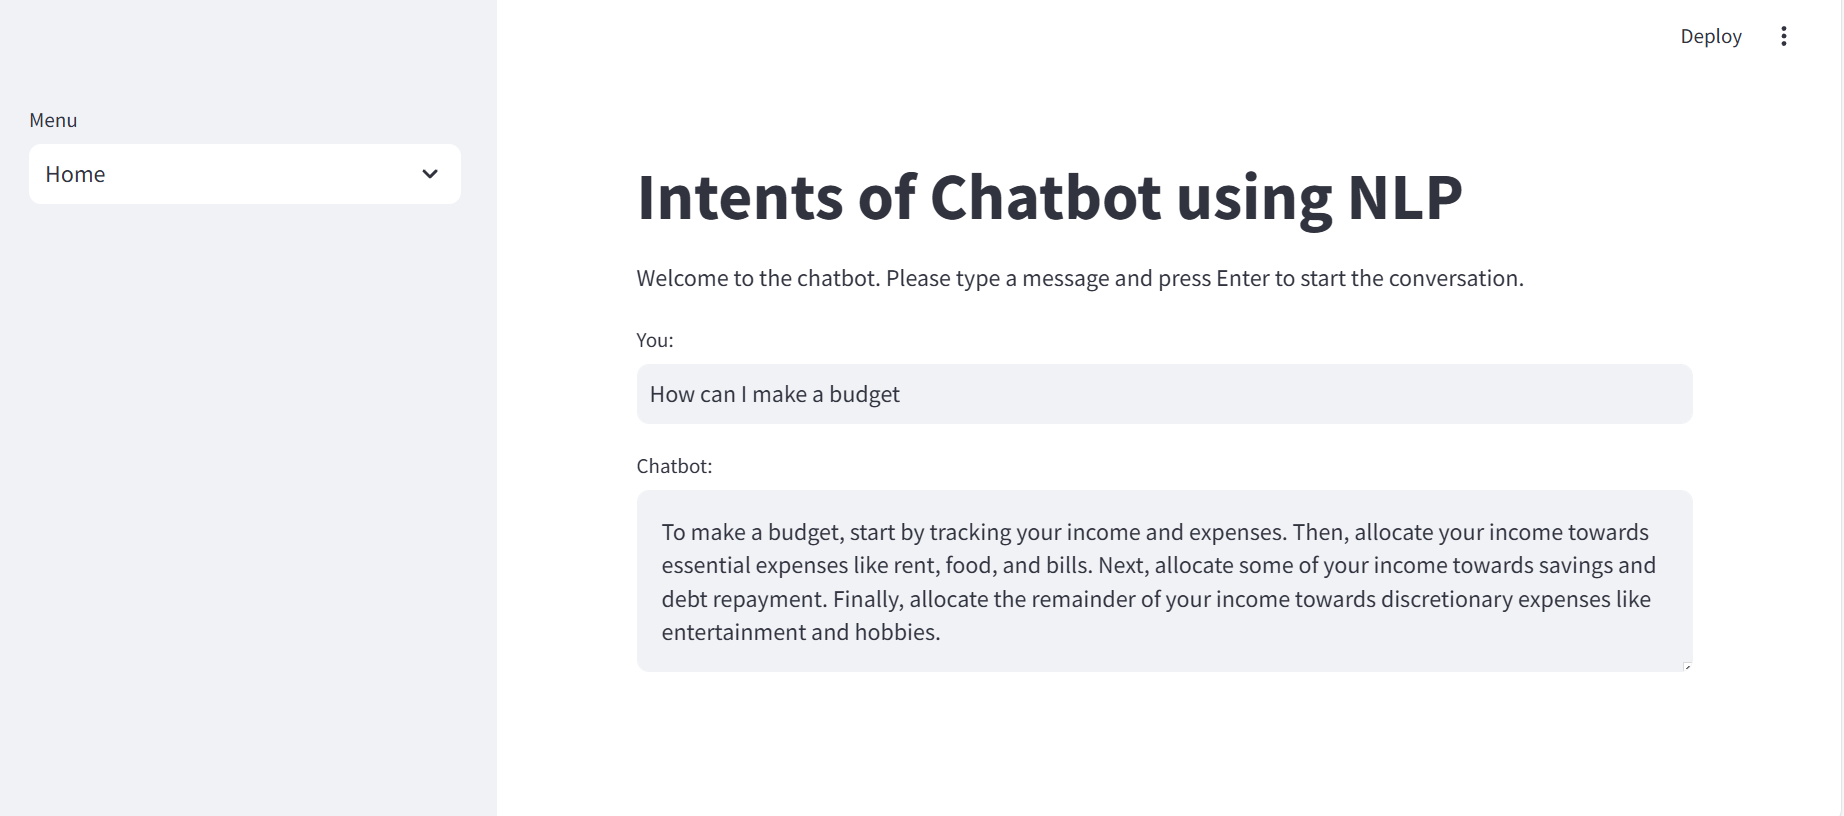 Deploy
Menu
Home
Intents of Chatbot using NLP
Welcome to the chatbot. Please type a message and press Enter to start the conversation.
You:
How can I make a budget
Chatbot:
To make a budget, start by tracking your income and expenses. Then, allocate your income towards
essential expenses like rent, food, and bills. Next, allocate some of your income towards savings and
debt repayment. Finally, allocate the remainder of your income towards discretionary expenses like
entertainment and hobbies.